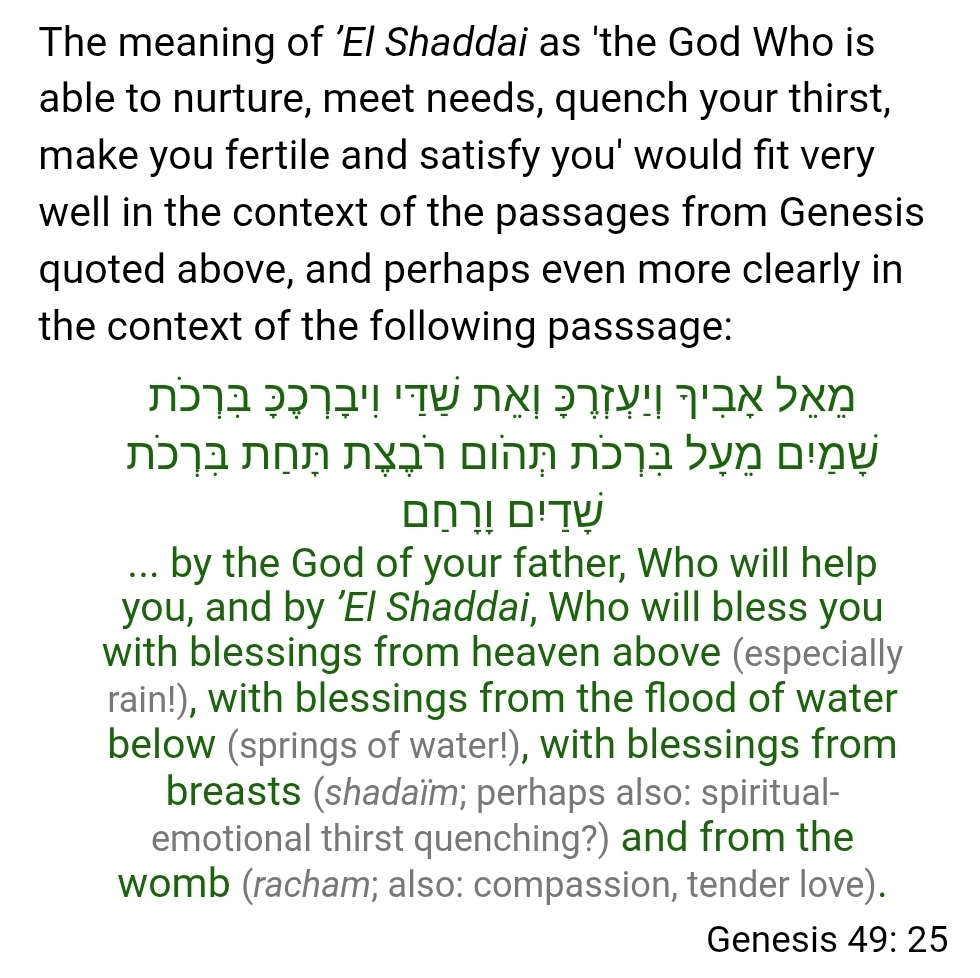 The meaning of ’El Shaddai as 'the God Who is
able to nurture, meet needs, quench your thirst,
make you fertile and satisfy you' would fit very
well in the context of the passages from Genesis
quoted above, and perhaps even more clearly in
the context of the following passsage:
מֵאֵל אָבִיךָ וְיַעְזְרֶךָּ וְאֵת שַׁדַּי וִיבָרְכֶךָּ בִּרְכֹת
שָׁמַיִם מֵעָל בִּרְכֹת תְּהֹום רֹבֶצֶת תָּחַת בִּרְכֹת
שָׁדַיִם וָרָחַם
... by the God of your father, Who will help
you, and by ’El Shaddai, Who will bless you
with blessings from heaven above (especially
rain!), with blessings from the flood of water
below (springs of water!), with blessings from
breasts (shadaïm; perhaps also: spiritual-
emotional thirst quenching?) and from the
womb (racham; also: compassion, tender love).
Genesis 49: 25